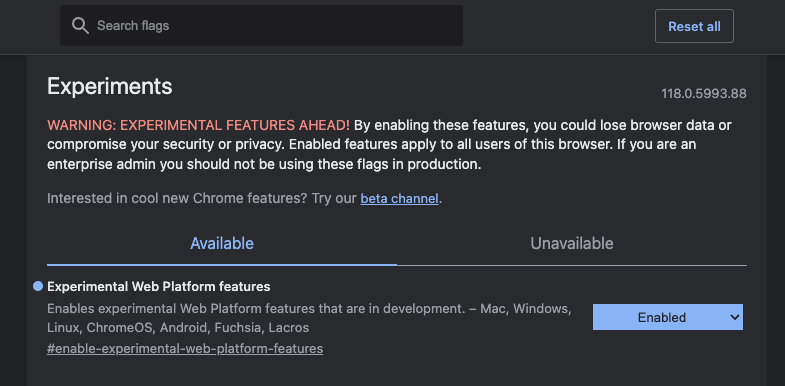 Search flags
Reset all
Experiments
118.0.5993.88
WARNING: EXPERIMENTAL FEATURES AHEAD! By enabling these features, you could lose browser data or
compromise your security or privacy. Enabled features apply to all users of this browser. If you are an
enterprise admin you should not be using these flags in production.
Interested in cool new Chrome features? Try our beta channel.
Available
Unavailable
Experimental Web Platform features
Enables experimental Web Platform features that are in development. – Mac, Windows,
Linux, ChromeOS, Android, Fuchsia, Lacros
#enable-experimental-web-platform-features
Enabled